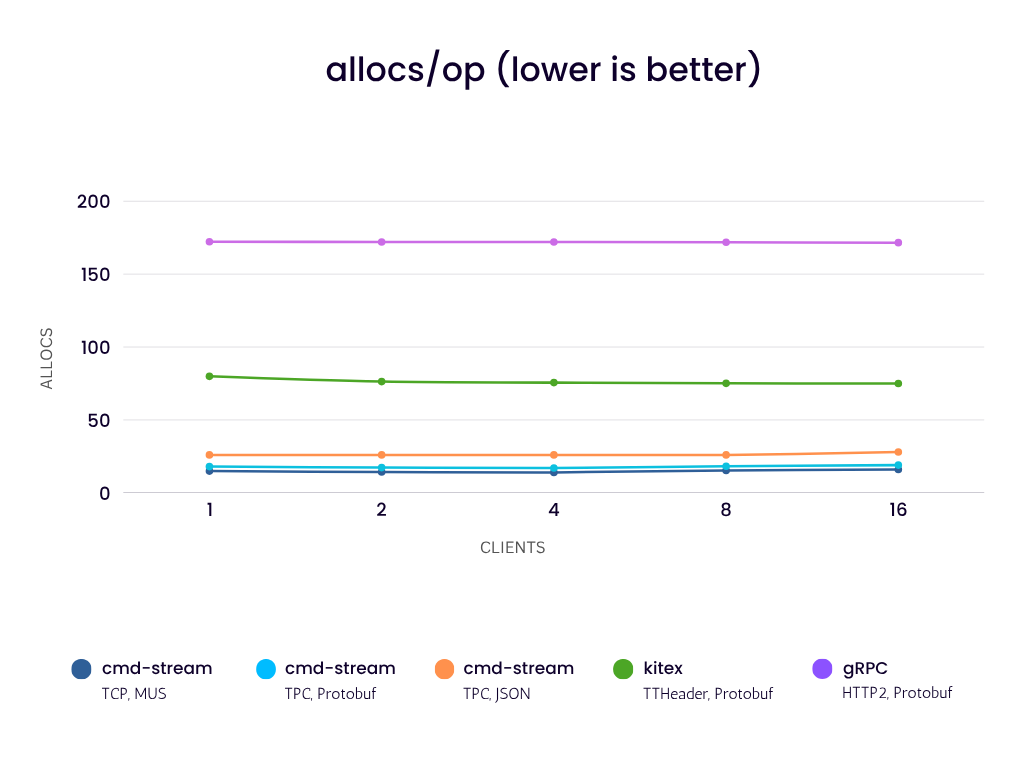 allocs/op (lower is better)
200
150
100
50
0
ALLOCS
1 2 4 8 16
CLIENTS
cmd-stream cmd-stream cmd-stream kitex gRPC
TCP, MUS TPC, Protobuf TPC, JSON TTHeader, Protobuf HTTP2, Protobuf